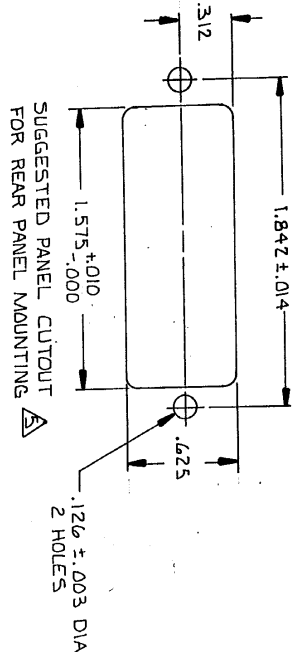 .312
1.842 ±.014
1.575 +.010
-.000
.625
.126 ±.003 DIA
2 HOLES
SUGGESTED PANEL CUTOUT
FOR REAR PANEL MOUNTING 5